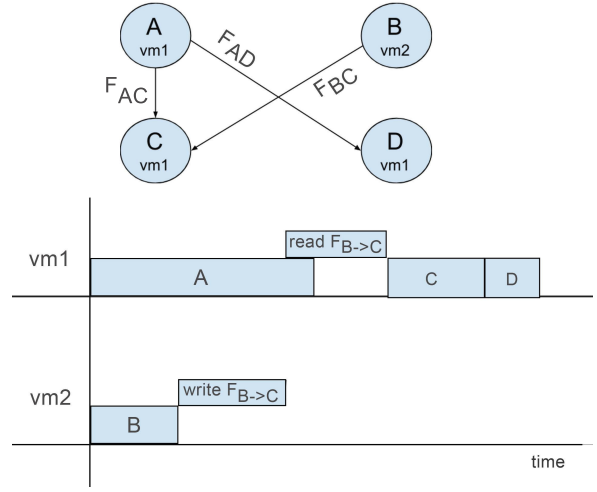 A
vm1
B
vm2
FAD
FAC
FBC
C
vm1
D
vm1
read FB->C
vm1
A
C
D
write FB->C
vm2
B
time